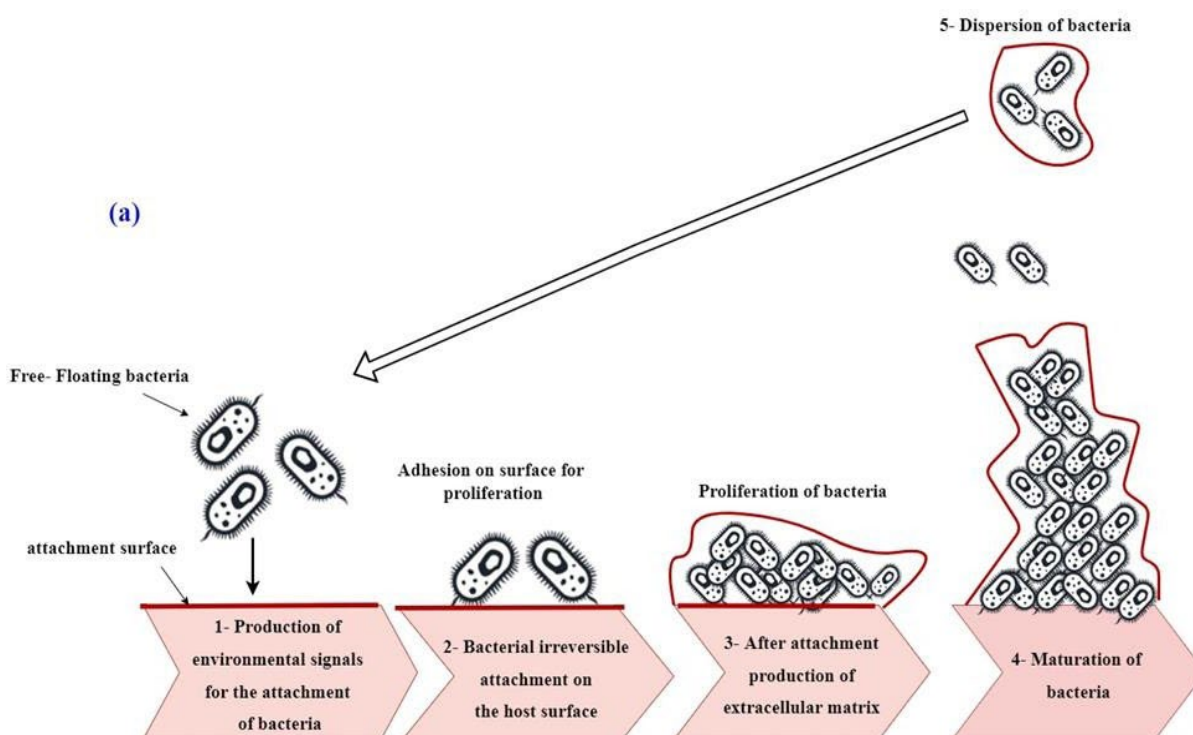 5- Dispersion of bacteria
(a)
Free- Floating bacteria
attachment surface
Adhesion on surface for
proliferation
Proliferation of bacteria
1- Production of
environmental signals
for the attachment
of bacteria
2- Bacterial irreversible
attachment on
the host surface
3- After attachment
production of
extracellular matrix
4- Maturation of
bacteria